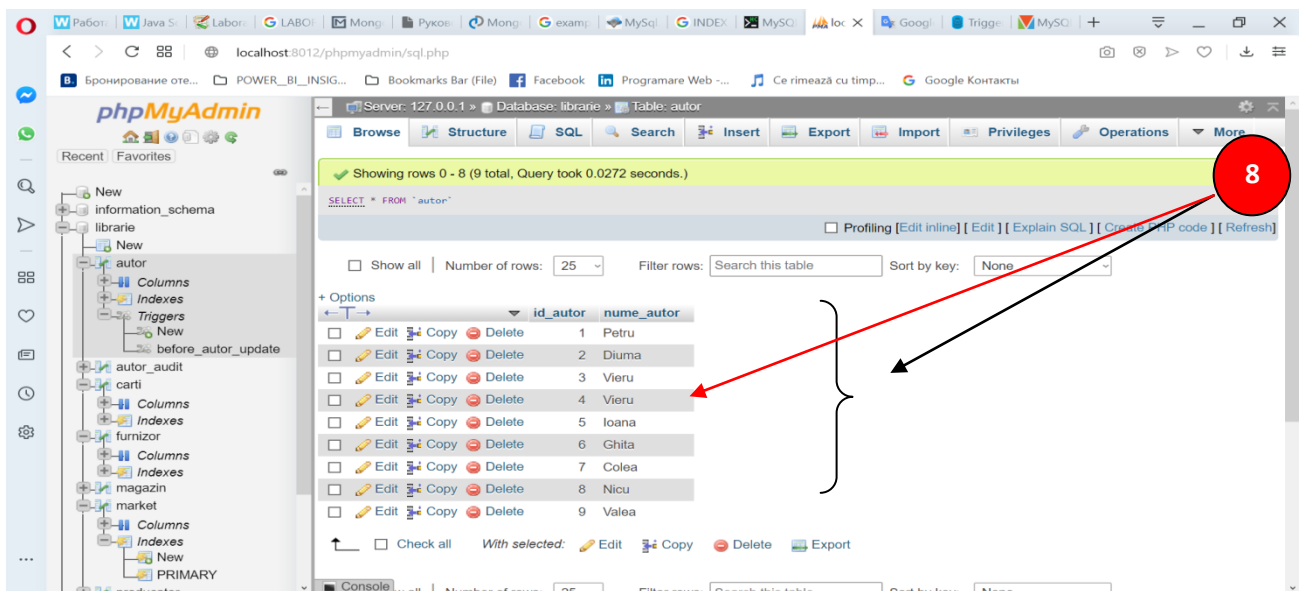 Работ Java S Labor LABOI Mong Руков Mong examp MySql INDEX MySQ loc Googl Trigge MySQ
localhost:8012/phpmyadmin/sql.php
Бронирование оте... POWER_BI__INSIG... Bookmarks Bar (File) Facebook Programare Web -... Ce rimează cu timp... Google Контакты
phpMyAdmin
Recent Favorites
New
information_schema
librarie
New
autor
Columns
Indexes
Triggers
New
before_autor_update
autor_audit
carti
Columns
Indexes
furnizor
Columns
Indexes
magazin
market
Columns
Indexes
New
PRIMARY
Server: 127.0.0.1 » Database: librarie » Table: autor
Browse Structure SQL Search Insert Export Import Privileges Operations More
Showing rows 0 - 8 (9 total, Query took 0.0272 seconds.)
8
SELECT * FROM `autor`
Profiling [Edit inline] [ Edit ] [ Explain SQL ] [ Create PHP code ] [ Refresh]
Show all Number of rows: 25 Filter rows: Search this table Sort by key: None
+ Options
←T→ id_autor nume_autor
Edit Copy Delete 1 Petru
Edit Copy Delete 2 Diuma
Edit Copy Delete 3 Vieru
Edit Copy Delete 4 Vieru
Edit Copy Delete 5 Ioana
Edit Copy Delete 6 Ghita
Edit Copy Delete 7 Colea
Edit Copy Delete 8 Nicu
Edit Copy Delete 9 Valea
Check all With selected: Edit Copy Delete Export
Console